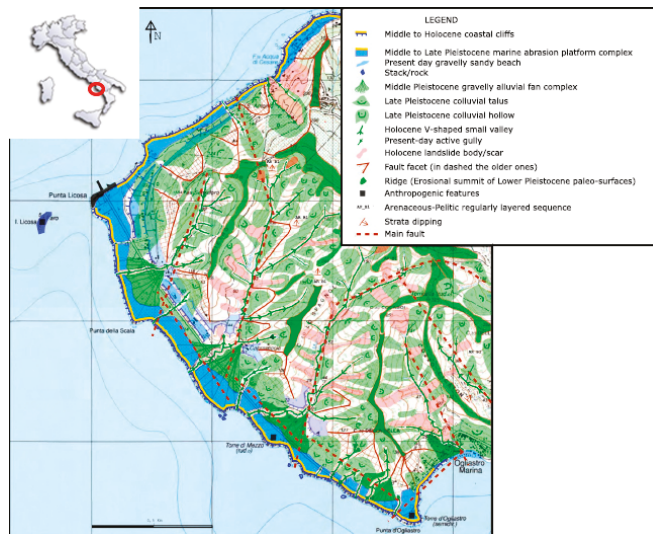 N
LEGEND
Middle to Holocene coastal cliffs
Middle to Late Pleistocene marine abrasion platform complex
Present day gravelly sandy beach
Stack/rock
Middle Pleistocene gravelly alluvial fan complex
Late Pleistocene colluvial talus
Late Pleistocene colluvial hollow
Holocene V-shaped small valley
Present-day active gully
Holocene landslide body/scar
Fault facet (in dashed the older ones)
Ridge (Erosional summit of Lower Pleistocene paleo-surfaces)
Anthropogenic features
Arenaceous-Pelitic regularly layered sequence
Strata dipping
Main fault
Punta Licosa
I. Licosa
Punta della Scala
Torre di Mezzo
Ogliastro
Marina
Torre d'Ogliastro
Punta d'Ogliastro